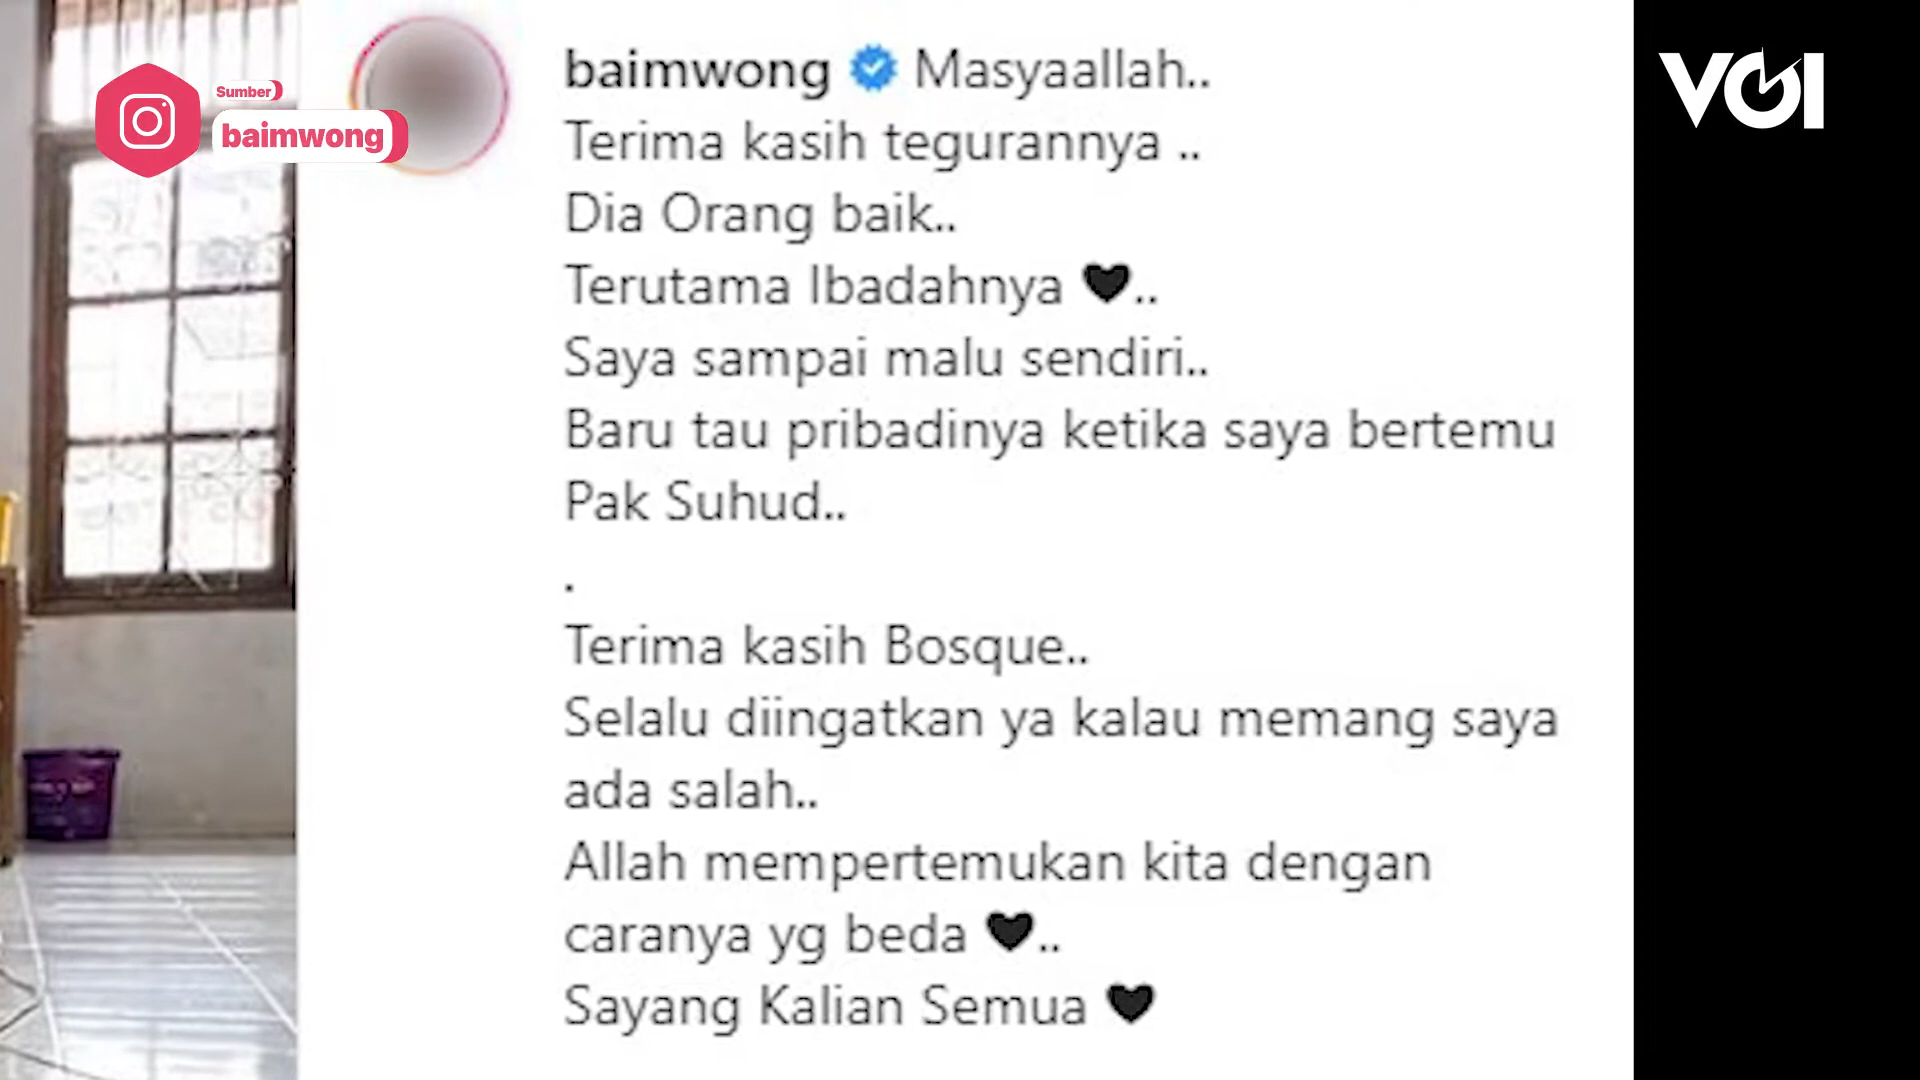 Sumber
baimwong
baimwong Masyaallah..
Terima kasih tegurannya ..
Dia Orang baik..
Terutama Ibadahnya 🖤..
Saya sampai malu sendiri..
Baru tau pribadinya ketika saya bertemu
Pak Suhud..
.
Terima kasih Bosque..
Selalu diingatkan ya kalau memang saya
ada salah..
Allah mempertemukan kita dengan
caranya yg beda 🖤..
Sayang Kalian Semua 🖤
VOI